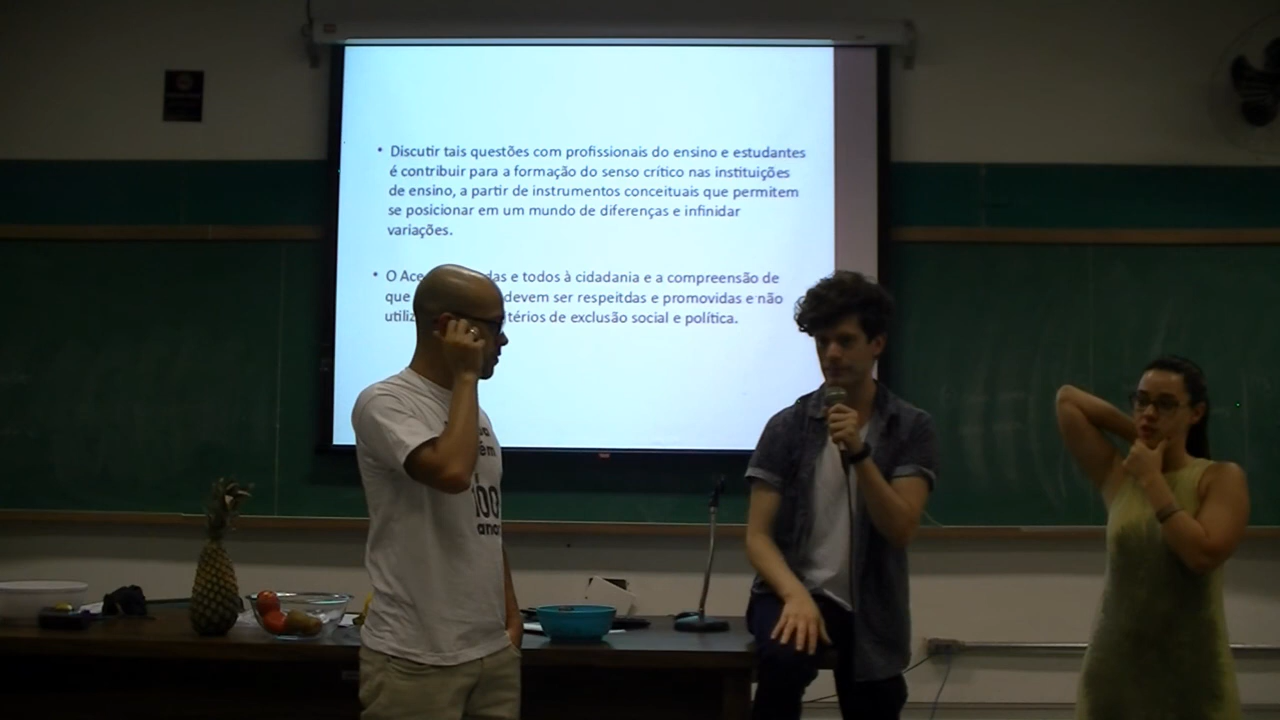 • Discutir tais questões com profissionais do ensino e estudantes
é contribuir para a formação do senso crítico nas instituições
de ensino, a partir de instrumentos conceituais que permitem
se posicionar em um mundo de diferenças e infinidar
variações.
• O Ace das e todos à cidadania e a compreensão de
que devem ser respeitdas e promovidas e não
utiliz térios de exclusão social e política.
100
anos